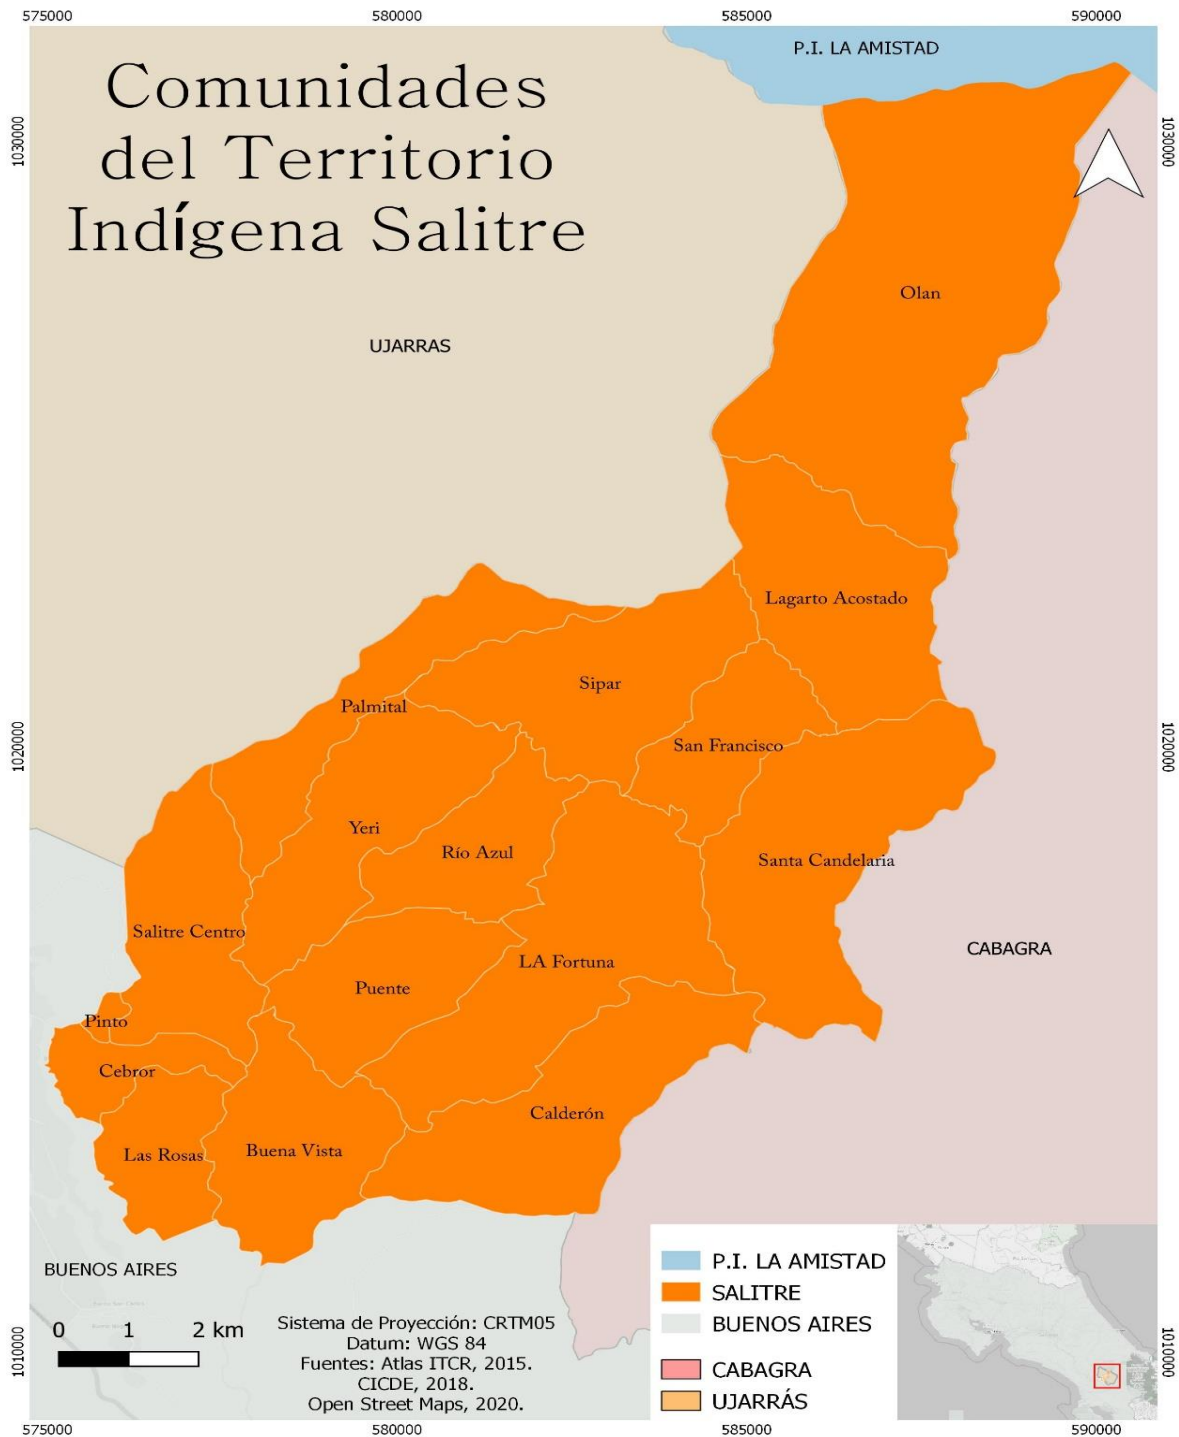 575000 580000 585000 590000
P.I. LA AMISTAD
Comunidades
del Territorio
Indígena Salitre
1030000 1030000
Olan
UJARRAS
Lagarto Acostado
Sipar
Palmital
San Francisco
1020000 1020000
Yeri
Río Azul
Santa Candelaria
Salitre Centro
CABAGRA
LA Fortuna
Puente
Pinto
Cebror
Calderón
Buena Vista
Las Rosas
BUENOS AIRES
P.I. LA AMISTAD
SALITRE
BUENOS AIRES
CABAGRA
UJARRÁS
0 1 2 km
Sistema de Proyección: CRTM05
Datum: WGS 84
Fuentes: Atlas ITCR, 2015.
CICDE, 2018.
Open Street Maps, 2020.
1010000 1010000
575000 580000 585000 590000